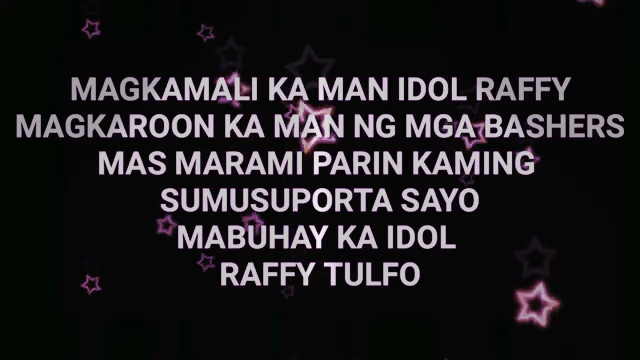 MAGKAMALI KA MAN IDOL RAFFY
MAGKAROON KA MAN NG MGA BASHERS
MAS MARAMI PARIN KAMING
SUMUSUPORTA SAYO
MABUHAY KA IDOL
RAFFY TULFO